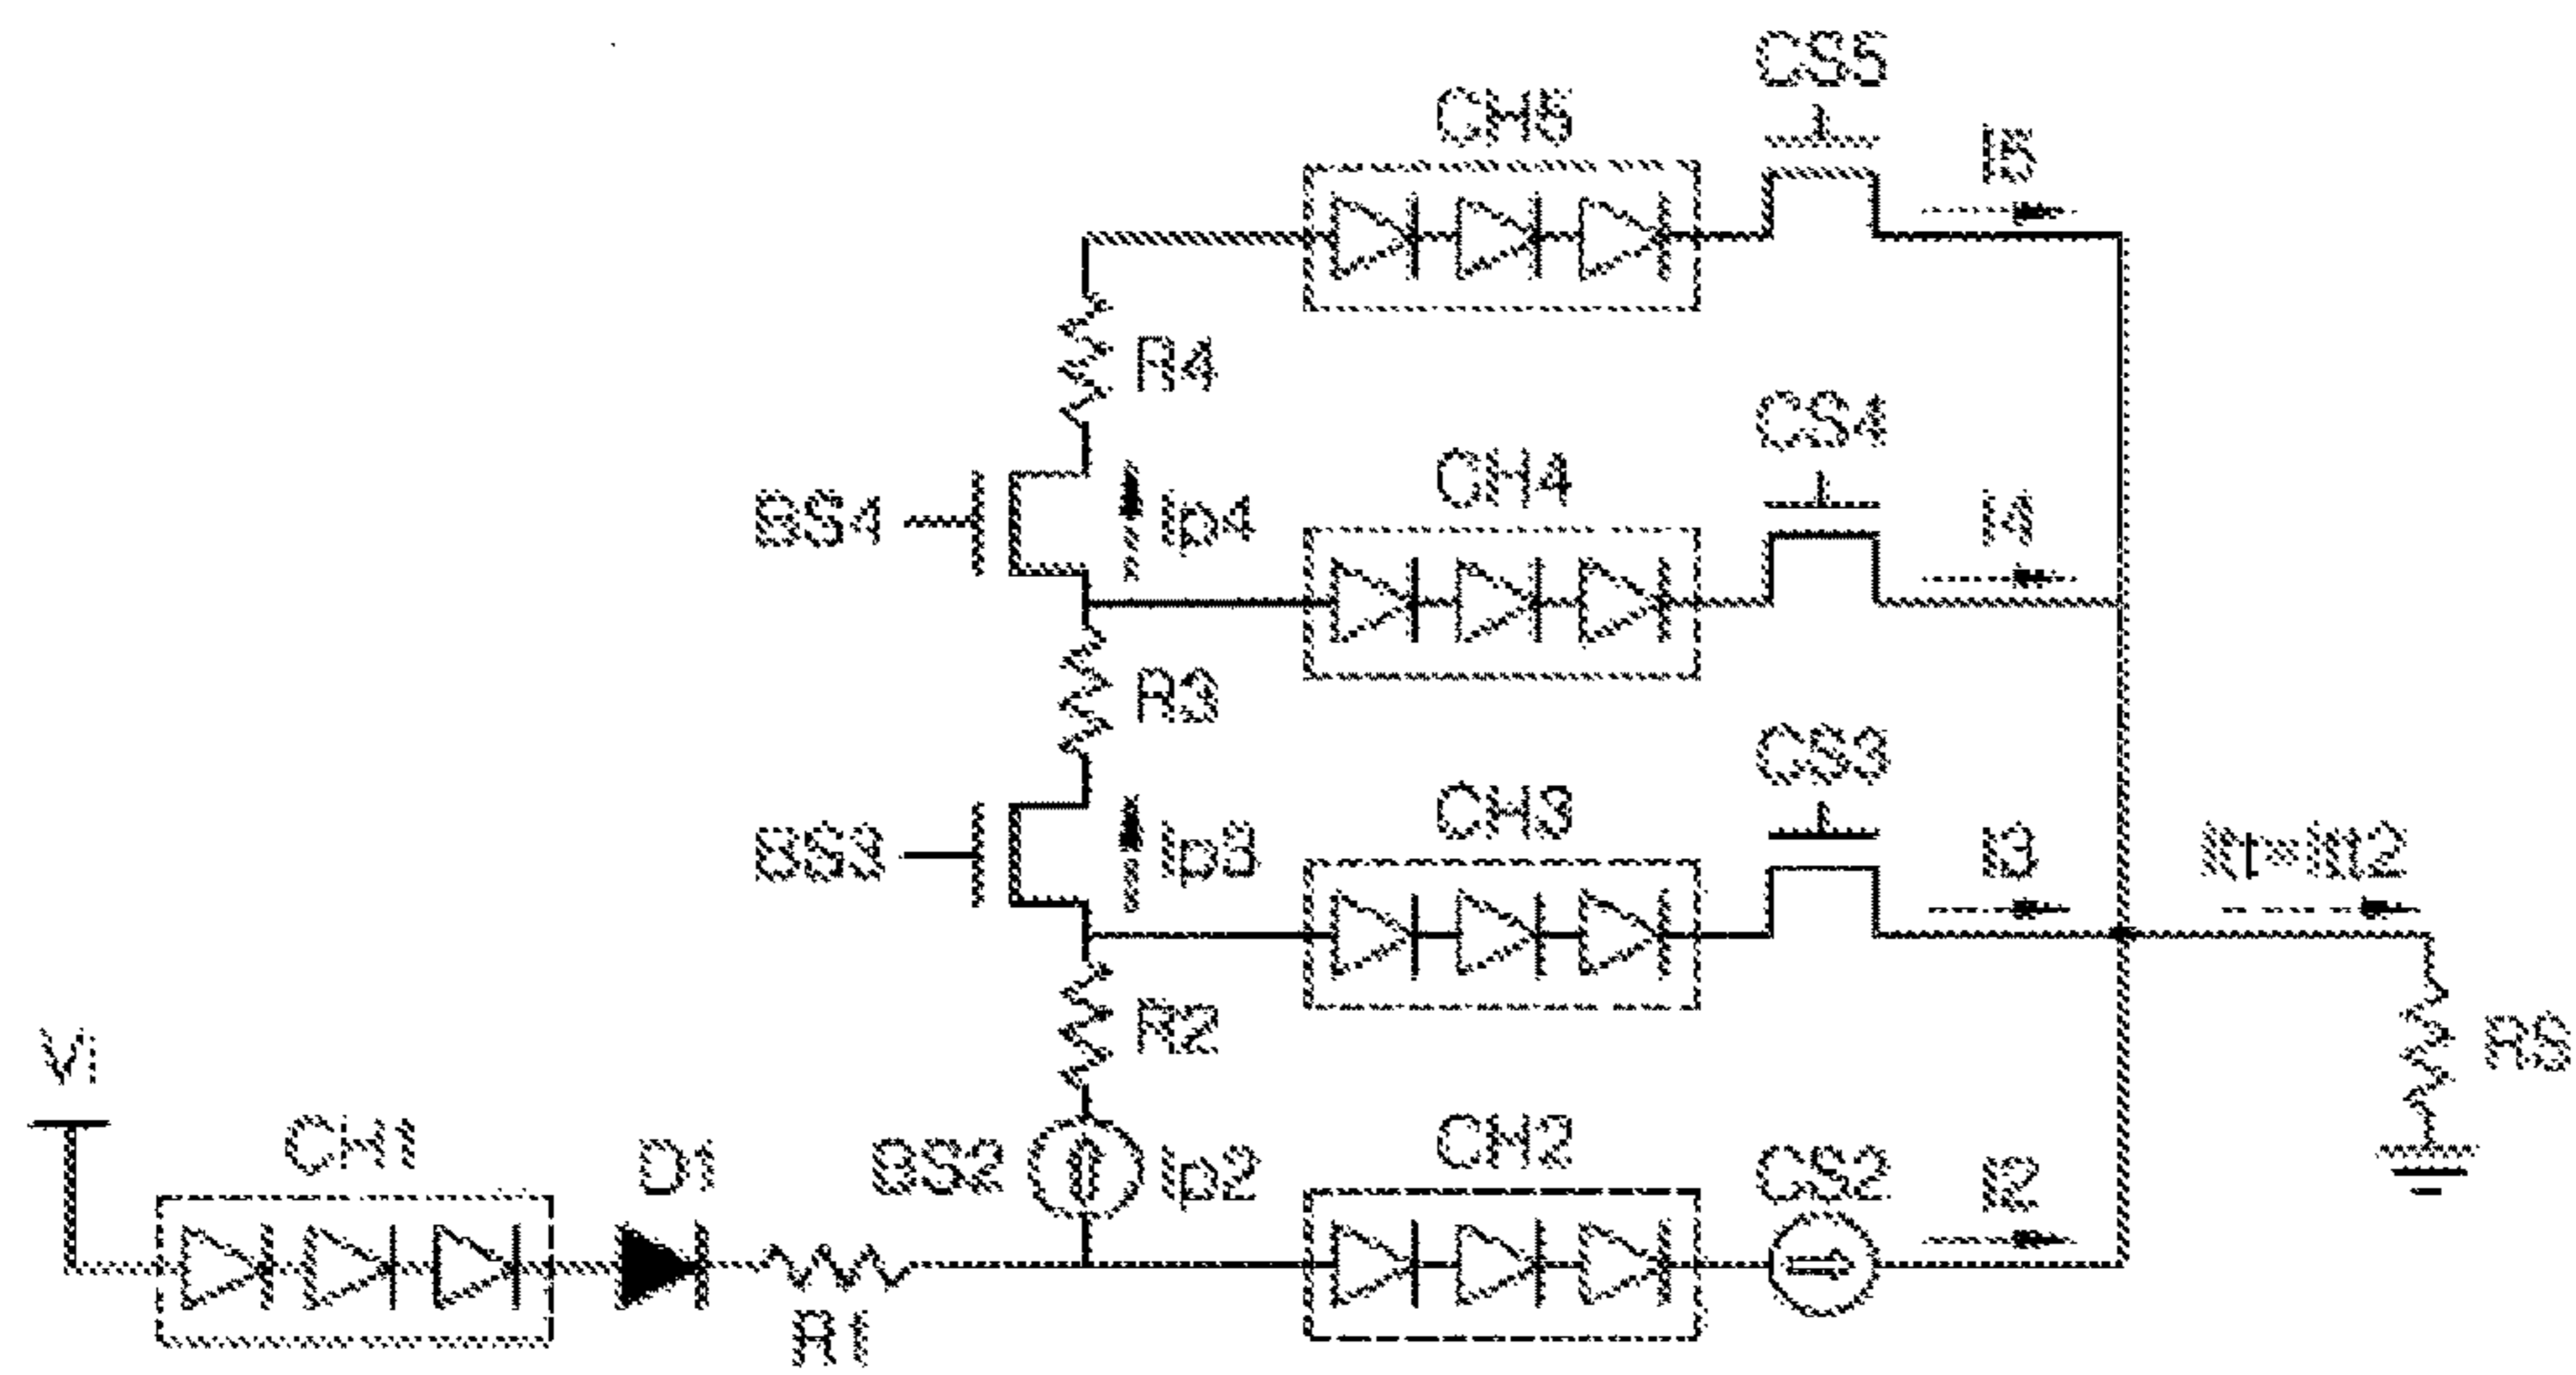 CS5
CH5
I5
R4
CS4
CH4
I4
BS4
Ip4
R3
CS3
CH3
I3
It=It2
BS3
Ip3
R2
RS
Vi
CH1
D1
BS2
Ip2
CH2
CS2
I2
R1